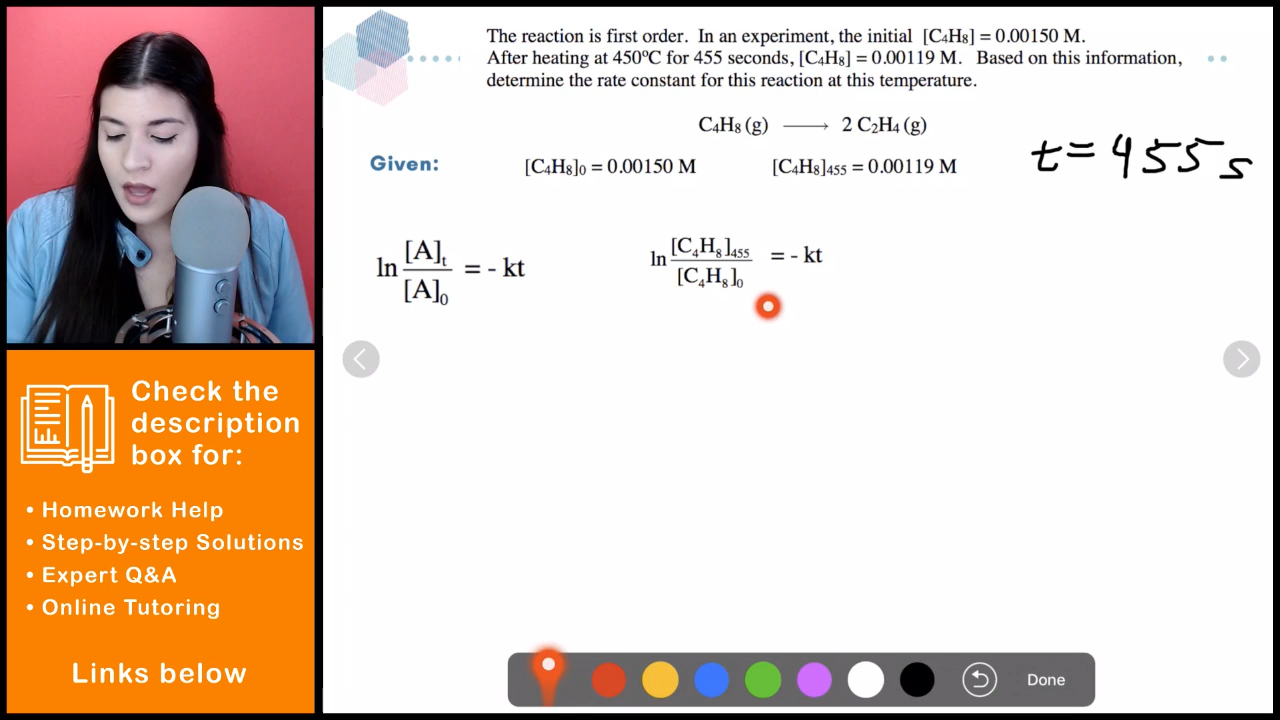 The reaction is first order. In an experiment, the initial [C₄H₈] = 0.00150 M.
After heating at 450ºC for 455 seconds, [C₄H₈] = 0.00119 M. Based on this information,
determine the rate constant for this reaction at this temperature.
C₄H₈ (g) ⟶ 2 C₂H₄ (g)
Given: [C₄H₈]₀ = 0.00150 M [C₄H₈]₄₅₅ = 0.00119 M
t = 455 s
ln [A]ₜ / [A]₀ = - kt
ln [C₄H₈]₄₅₅ / [C₄H₈]₀ = - kt
Check the
description
box for:
• Homework Help
• Step-by-step Solutions
• Expert Q&A
• Online Tutoring
Links below
Done